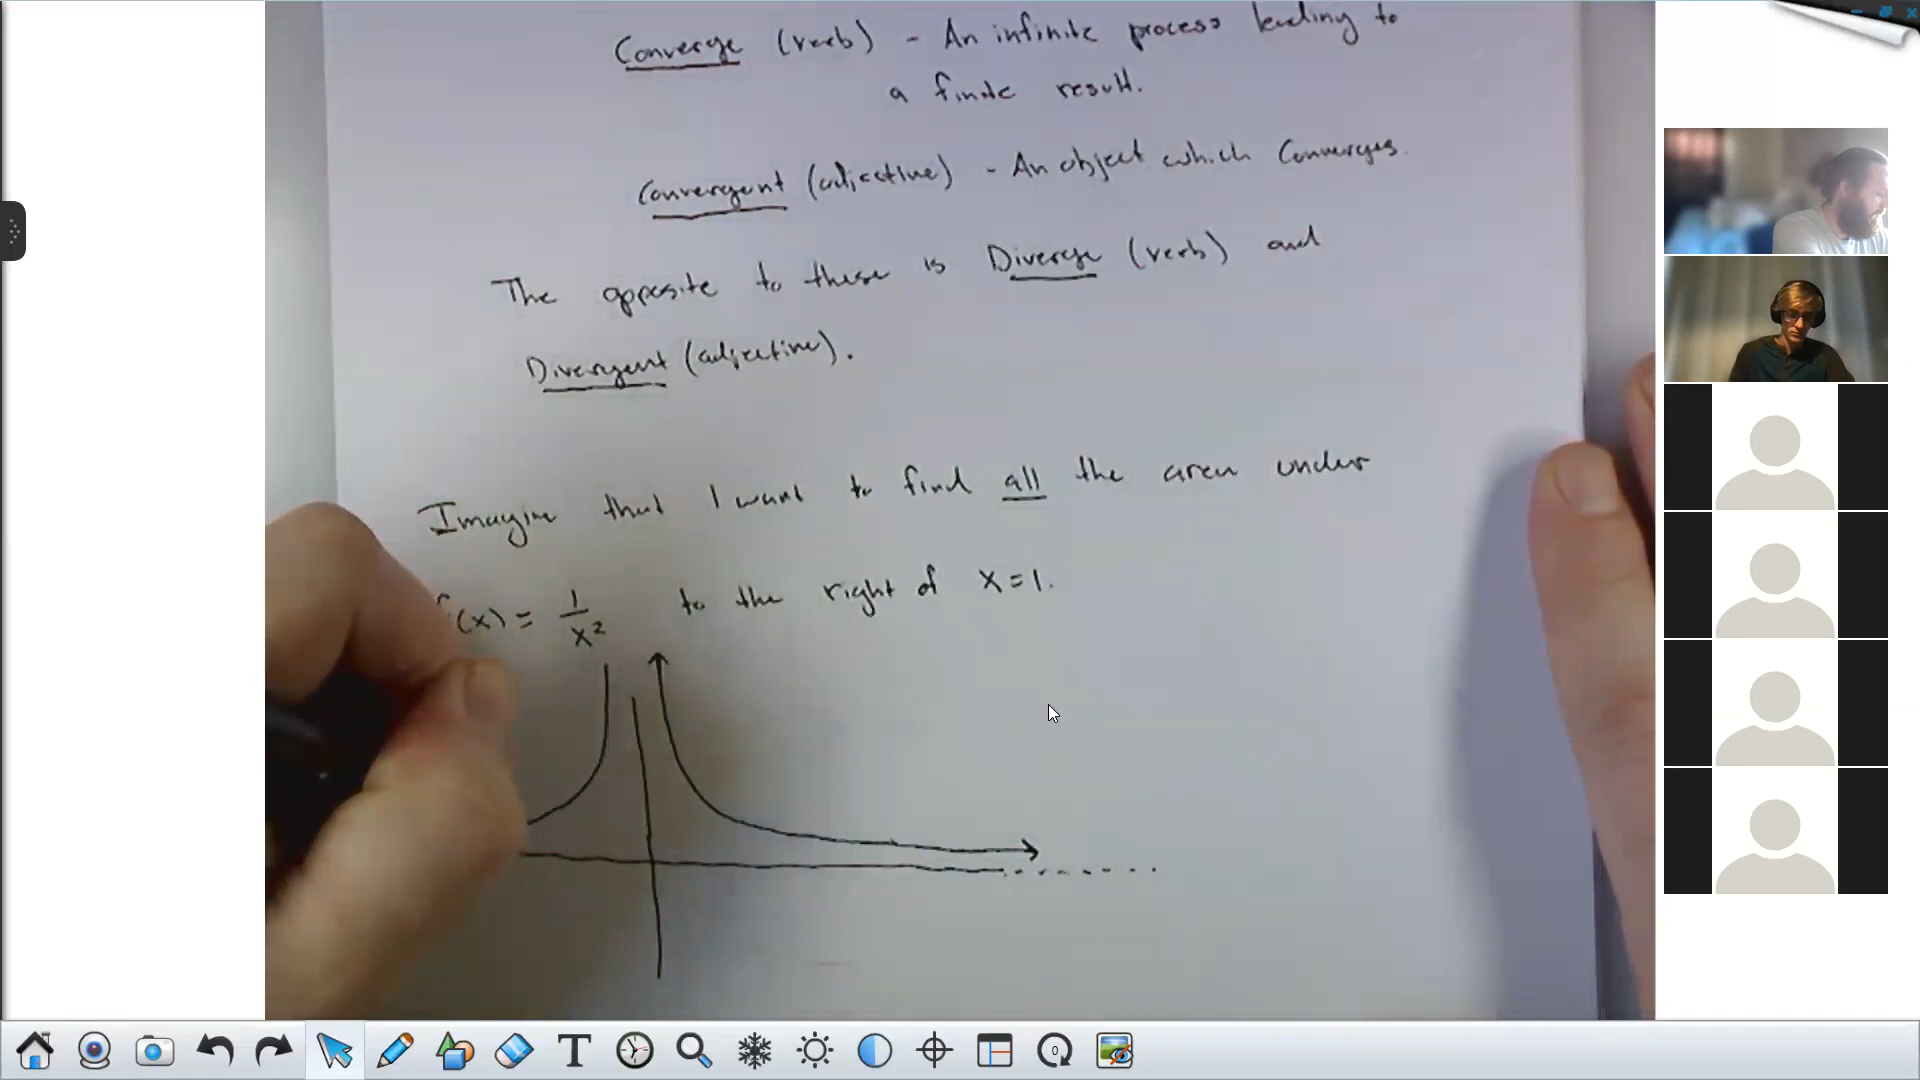 Converge (verb) - An infinite process leading to
a finite result.
Convergent (adjective) - An object which converges.
The opposite to these is Diverge (verb) and
Divergent (adjective).
Imagine that I want to find all the area under
f(x) = 1/x² to the right of x = 1.
T
0